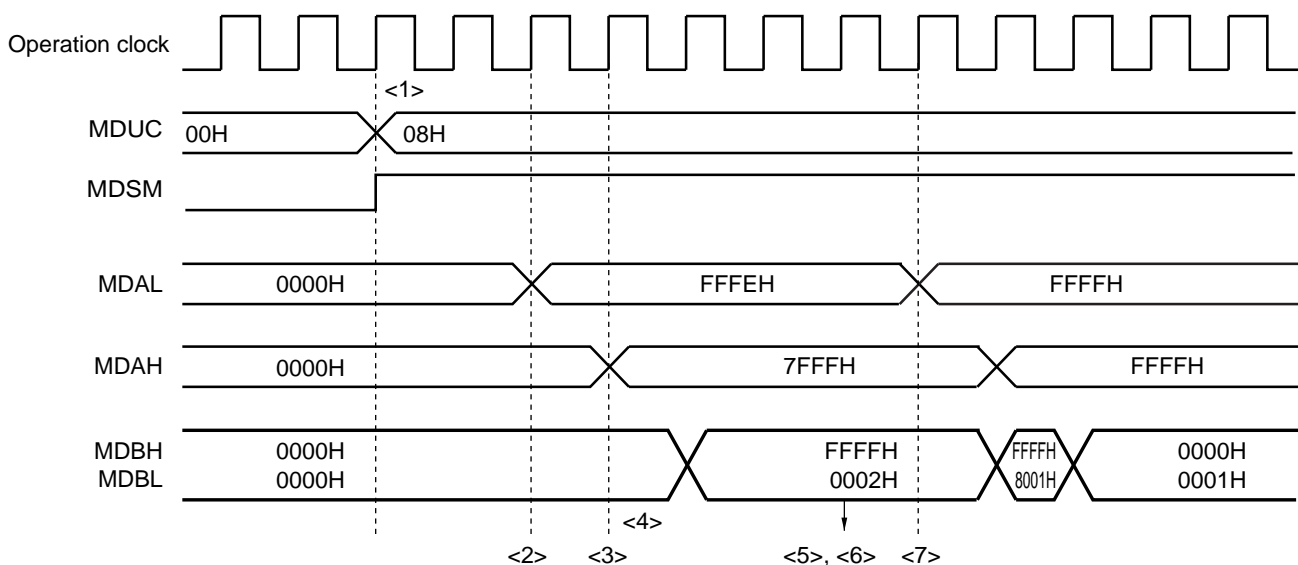 Operation clock
<1>
MDUC 00H 08H
MDSM
MDAL 0000H FFFEH FFFFH
MDAH 0000H 7FFFH FFFFH
MDBH 0000H FFFFH FFFFH 0000H
MDBL 0000H 0002H 8001H 0001H
<4>
<2> <3> <5>, <6> <7>